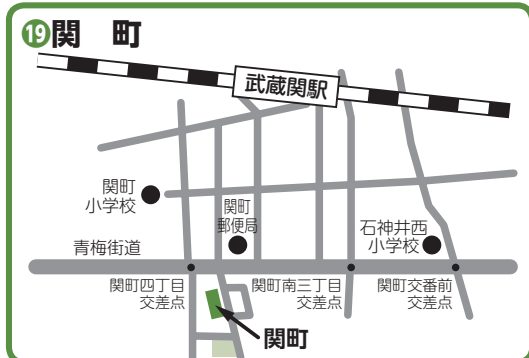 ⑲関　町
武蔵関駅
関町
小学校
関町
郵便局
石神井西
小学校
青梅街道
関町四丁目
交差点
関町南三丁目
交差点
関町交番前
交差点
関町